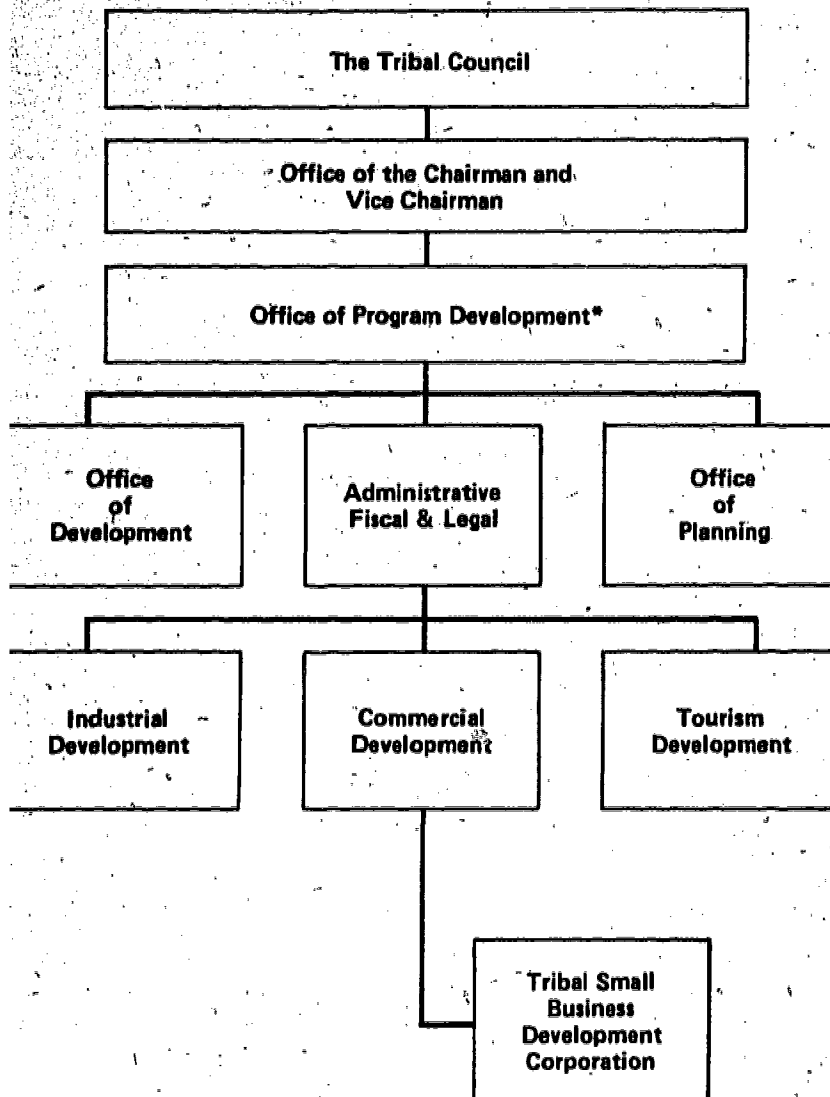 The Tribal Council
Office of the Chairman and
Vice Chairman
Office of Program Development*
Office
of
Development
Administrative
Fiscal & Legal
Office
of
Planning
Industrial
Development
Commercial
Development
Tourism
Development
Tribal Small
Business
Development
Corporation